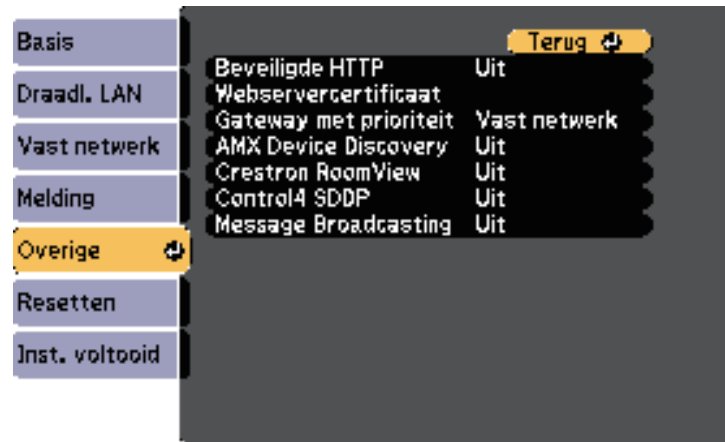 Basis
Draadl. LAN
Vast netwerk
Melding
Overige
Resetten
Inst. voltooid
Terug
Beveiligde HTTP Uit
Webservercertificaat
Gateway met prioriteit Vast netwerk
AMX Device Discovery Uit
Crestron RoomView Uit
Control4 SDDP Uit
Message Broadcasting Uit